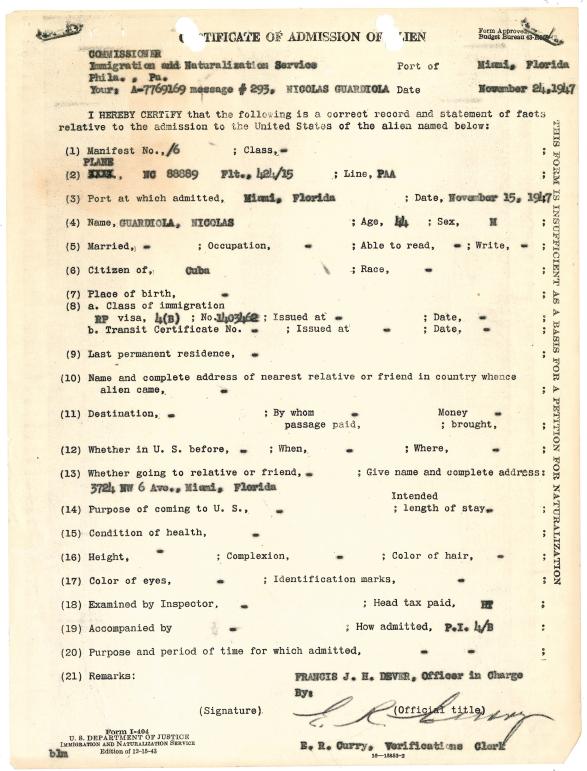 CERTIFICATE OF ADMISSION OF ALIEN
Form Approved
Budget Bureau
COMMISSIONER
Immigration and Naturalization Service Port of Miami, Florida
Phila., Pa.
Your: A-7769169 message # 293, NICOLAS GUARDIOLA Date November 24,1947
I HEREBY CERTIFY that the following is a correct record and statement of facts
relative to the admission to the United States of the alien named below:
(1) Manifest No., /6 ; Class,- ;
PLANE
(2) XXXX, NC 88889 Flt., 424/15 ; Line, PAA ;
(3) Port at which admitted, Miami, Florida ; Date, November 15, 1947
(4) Name, GUARDIOLA, NICOLAS ; Age, 44 ; Sex, M ;
(5) Married, - ; Occupation, - ; Able to read, - ; Write, - ;
(6) Citizen of, Cuba ; Race, - ;
(7) Place of birth, - ;
(8) a. Class of immigration
RP visa, 4(B) ; No. 1403462 ; Issued at - ; Date, - ;
b. Transit Certificate No. - ; Issued at - ; Date, - ;
(9) Last permanent residence, - ;
(10) Name and complete address of nearest relative or friend in country whence
alien came, - ;
(11) Destination, - ; By whom Money
passage paid, ; brought, ;
(12) Whether in U. S. before, - ; When, - ; Where, - ;
(13) Whether going to relative or friend, - ; Give name and complete address:
3724 NW 6 Ave., Miami, Florida
Intended
(14) Purpose of coming to U. S., - ; length of stay - ;
(15) Condition of health, - ;
(16) Height, - ; Complexion, - ; Color of hair, - ;
(17) Color of eyes, - ; Identification marks, - ;
(18) Examined by Inspector, - ; Head tax paid, ;
(19) Accompanied by - ; How admitted, P.I. 4/B ;
(20) Purpose and period of time for which admitted, - - ;
(21) Remarks: FRANCIS J. H. DEVER, Officer in Charge
By:
E. R. Curry
(Signature) (Official title)
E. R. Curry, Verifications Clerk
Form I-404
U. S. DEPARTMENT OF JUSTICE
IMMIGRATION AND NATURALIZATION SERVICE
Edition of 12-15-43
blm
16-18853-2
THIS FORM IS INSUFFICIENT AS A BASIS FOR A PETITION FOR NATURALIZATION